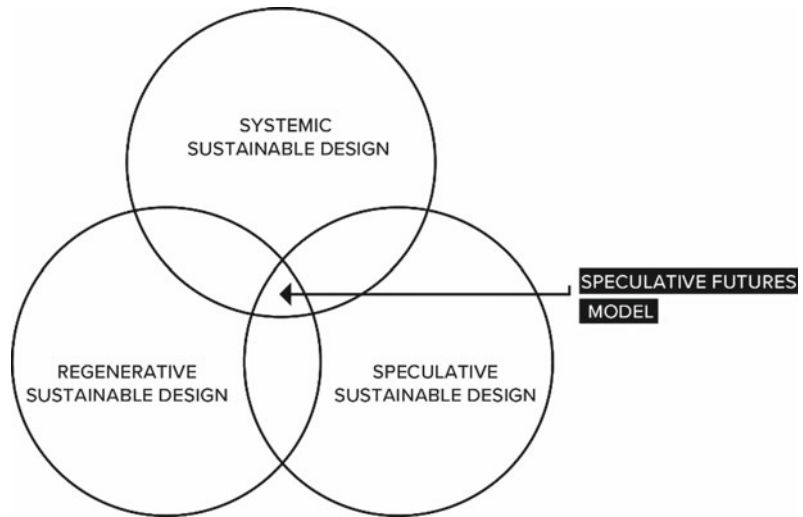 SYSTEMIC
SUSTAINABLE DESIGN
SPECULATIVE FUTURES
MODEL
REGENERATIVE
SUSTAINABLE DESIGN
SPECULATIVE
SUSTAINABLE DESIGN